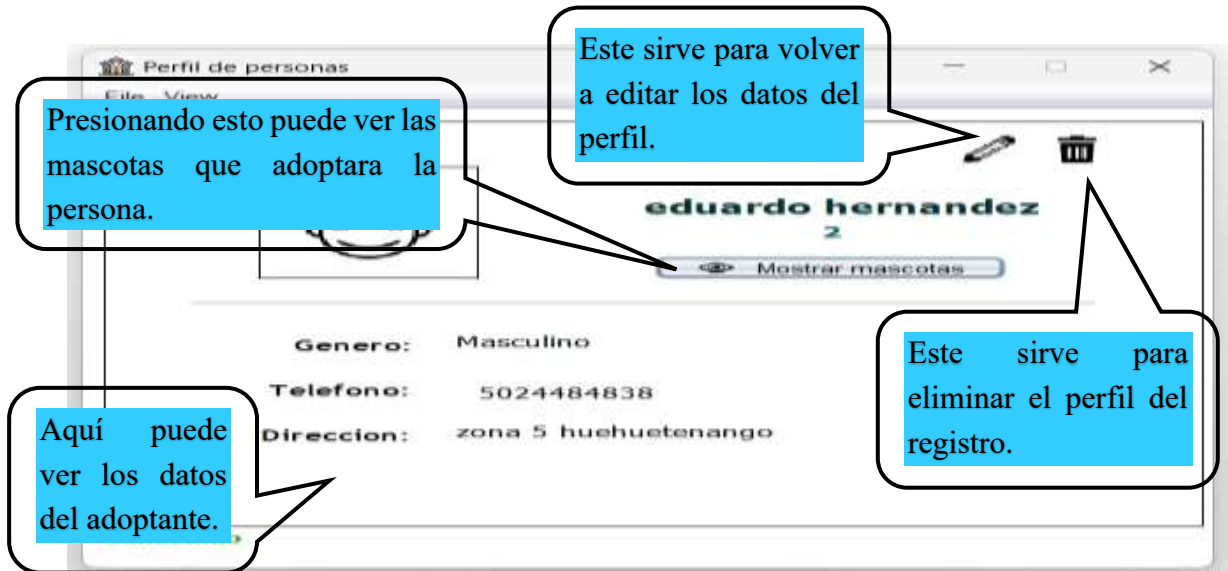 Perfil de personas
File View
Este sirve para volver
a editar los datos del
perfil.
Presionando esto puede ver las
mascotas que adoptara la
persona.
eduardo hernandez
2
Mostrar mascotas
Genero: Masculino
Telefono: 5024484838
Direccion: zona 5 huehuetenango
Este sirve para
eliminar el perfil del
registro.
Aquí puede
ver los datos
del adoptante.